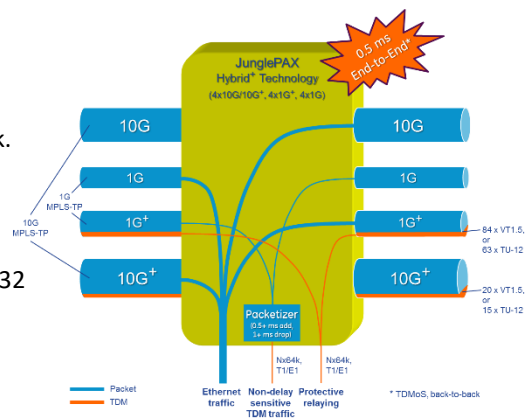 JunglePAX
Hybrid⁺ Technology
(4x10G/10G⁺, 4x1G⁺, 4x1G)
0.5 ms
End-to-End*
k.
32
10G
1G
1G⁺
10G⁺
10G
1G
1G⁺
10G⁺
1G
MPLS-TP
10G
MPLS-TP
84 x VT1.5,
or
63 x TU-12
20 x VT1.5,
or
15 x TU-12
Packetizer
(0.5+ ms add,
1+ ms drop)
Nx64k,
T1/E1
Nx64k,
T1/E1
Packet
TDM
Ethernet
traffic
Non-delay
sensitive
TDM traffic
Protective
relaying
* TDMoS, back-to-back